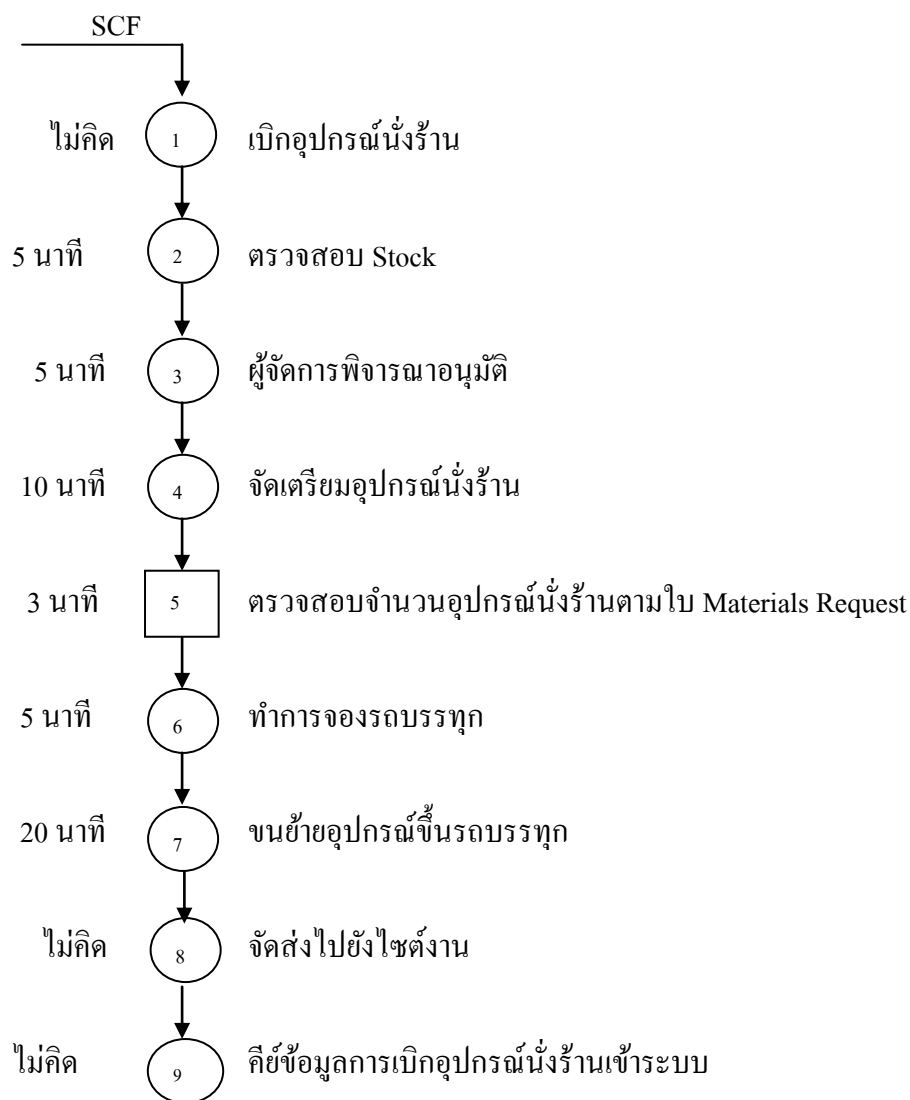 SCF
ไม่คิด 1 เบิกอุปกรณ์นั่งร้าน
5 นาที 2 ตรวจสอบ Stock
5 นาที 3 ผู้จัดการพิจารณาอนุมัติ
10 นาที 4 จัดเตรียมอุปกรณ์นั่งร้าน
3 นาที 5 ตรวจสอบจำนวนอุปกรณ์นั่งร้านตามใบ Materials Request
5 นาที 6 ทำการจองรถบรรทุก
20 นาที 7 ขนย้ายอุปกรณ์ขึ้นรถบรรทุก
ไม่คิด 8 จัดส่งไปยังไซต์งาน
ไม่คิด 9 คีย์ข้อมูลการเบิกอุปกรณ์นั่งร้านเข้าระบบ